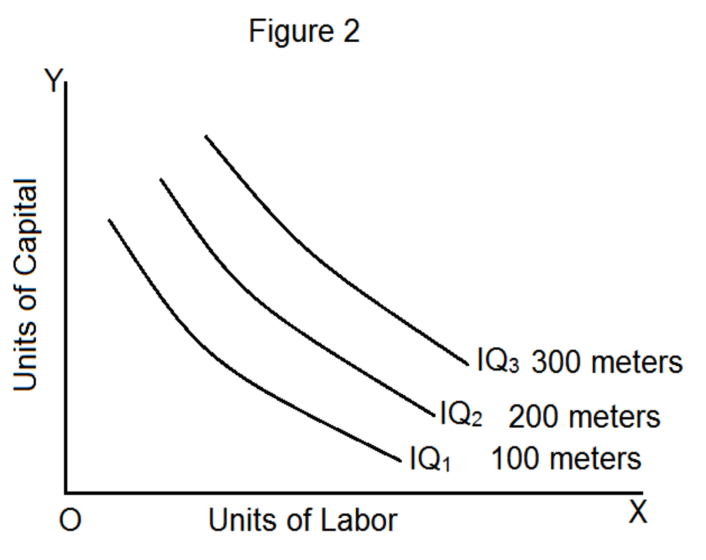 Figure 2
Y
Units of Capital
IQ₃ 300 meters
IQ₂ 200 meters
IQ₁ 100 meters
O Units of Labor X